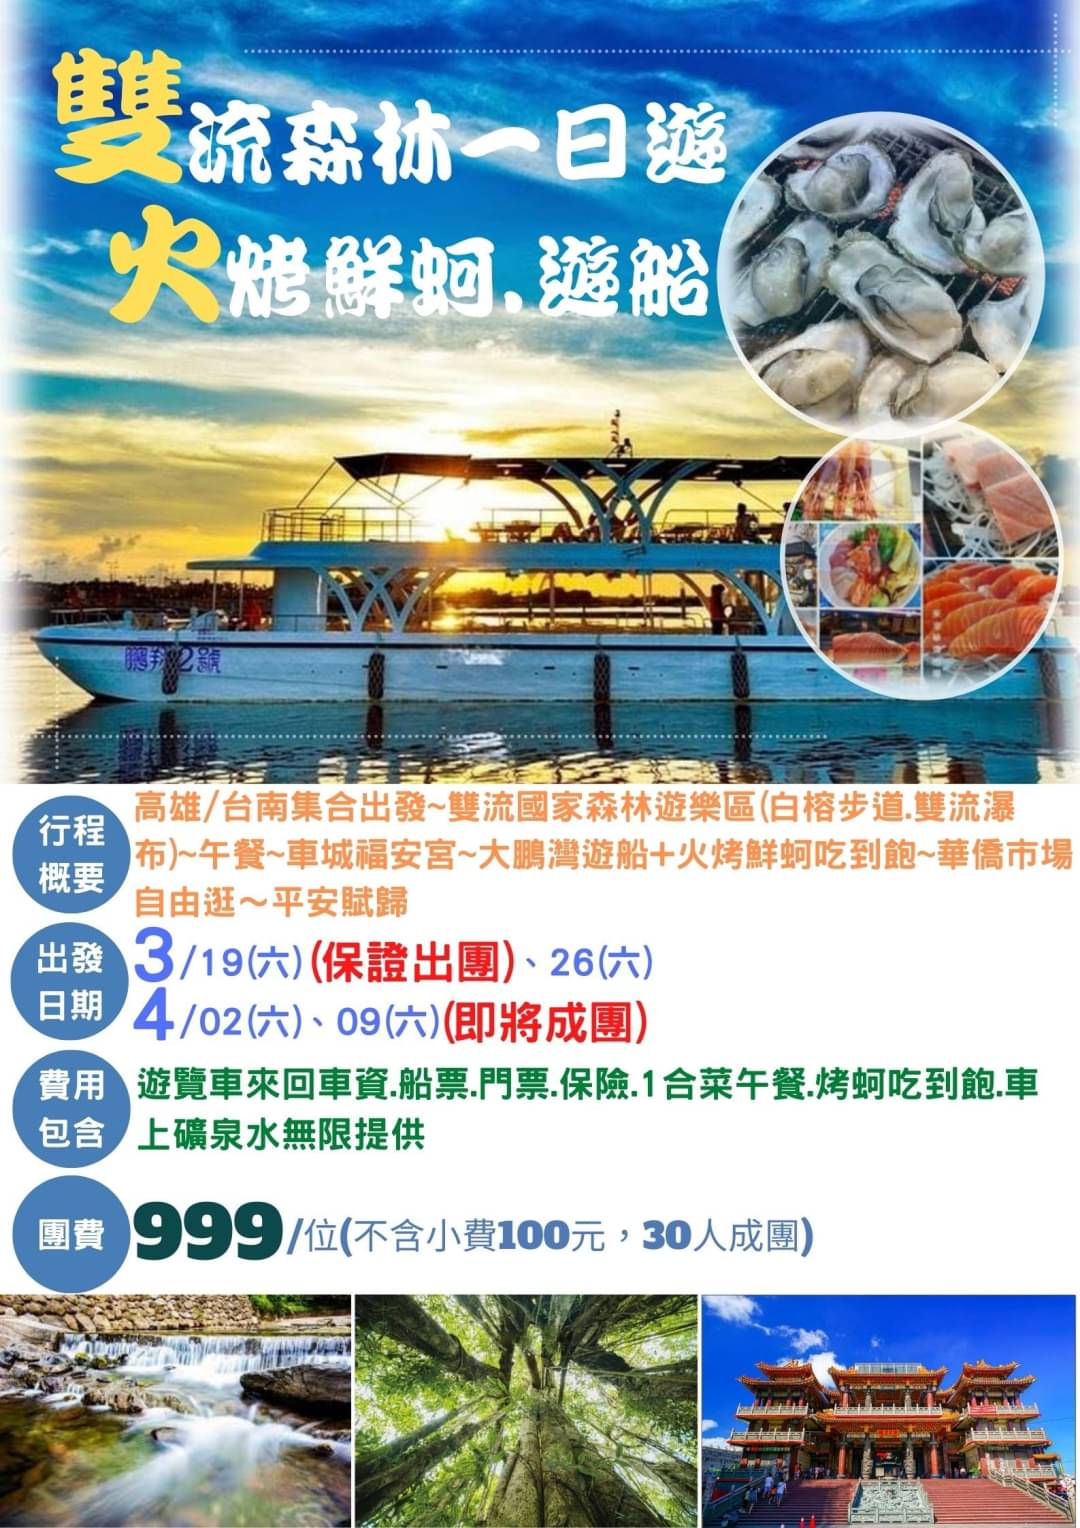 雙流森林一日遊
火烤鮮蚵.遊船
鵬翔2號
行程
概要
高雄/台南集合出發~雙流國家森林遊樂區(白榕步道.雙流瀑
布)~午餐~車城福安宮~大鵬灣遊船+火烤鮮蚵吃到飽~華僑市場
自由逛～平安賦歸
出發
日期
3/19(六)(保證出團)、26(六)
4/02(六)、09(六)(即將成團)
費用
包含
遊覽車來回車資.船票.門票.保險.1合菜午餐.烤蚵吃到飽.車
上礦泉水無限提供
團費
999/位(不含小費100元，30人成團)